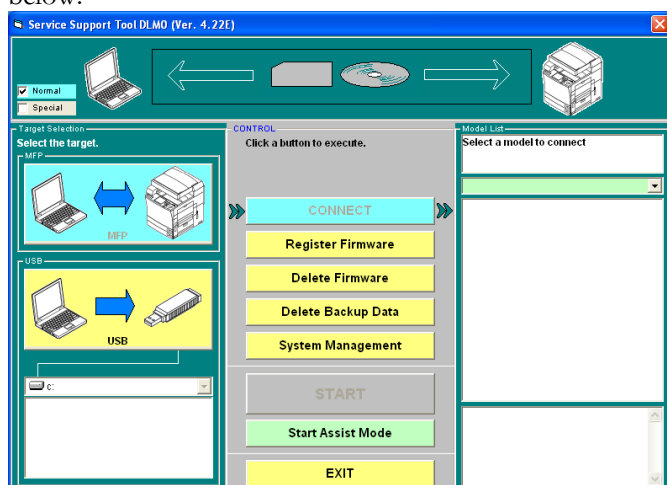 below.
Service Support Tool DLM0 (Ver. 4.22E)
Normal
Special
Target Selection
Select the target.
MFP
MFP
USB
USB
c:
CONTROL
Click a button to execute.
CONNECT
Register Firmware
Delete Firmware
Delete Backup Data
System Management
START
Start Assist Mode
EXIT
Model List
Select a model to connect